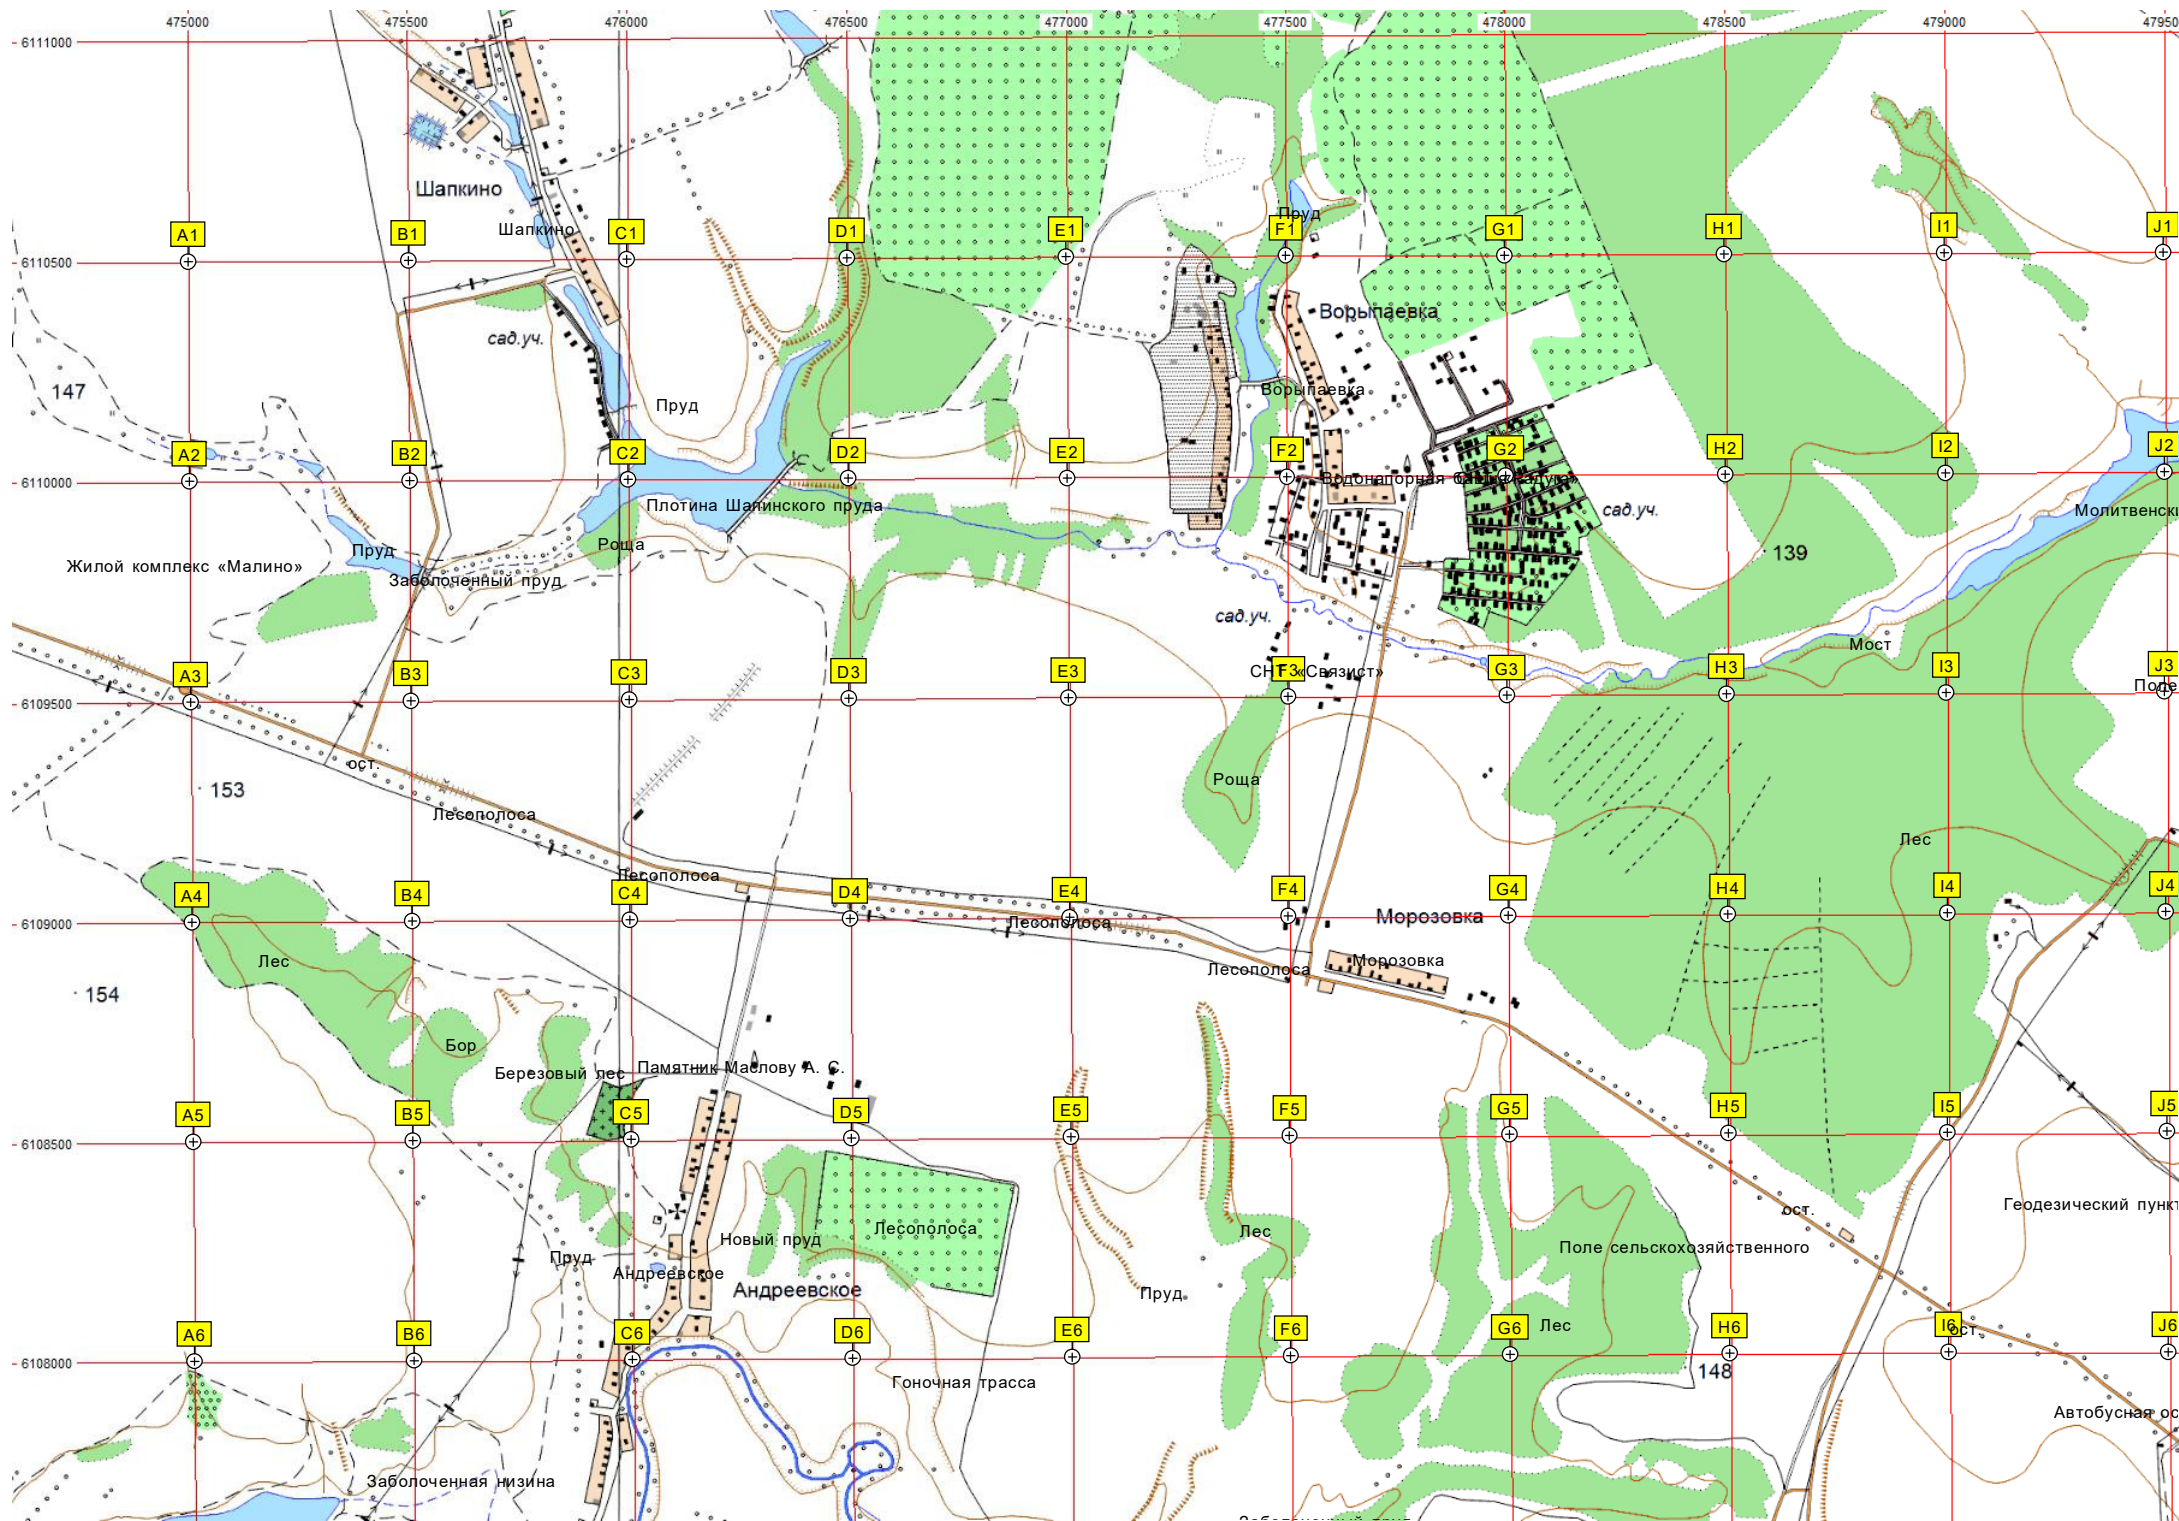 475000 475500 476000 476500 477000 477500 478000 478500 479000 47950
6111000
Шапкино
Пруд
Шапкино
A1 B1 C1 D1 E1 F1 G1 H1 I1 J1
6110500
Ворыпаевка
сад.уч.
147
Ворыпаевка
Пруд
A2 B2 C2 D2 E2 F2 G2 H2 I2 J2
6110000
Водонапорная
Плотина Шапинского пруда
сад.уч.
Молитвенск
Роща
Пруд
139
Жилой комплекс «Малино»
Заболоченный пруд
сад.уч.
Мост
A3 B3 C3 D3 E3 F3 G3 H3 I3 J3
СНТ «Связист»
Поле
6109500
ост.
Роща
153
Лесополоса
Лес
Лесополоса
A4 B4 C4 D4 E4 F4 G4 H4 I4 J4
6109000
Лесополоса
Морозовка
Лес
Лесополоса
Морозовка
154
Бор
Березовый лес
Памятник Маслову А. С.
A5 B5 C5 D5 E5 F5 G5 H5 I5 J5
6108500
Геодезический пункт
ост.
Лесополоса
Лес
Новый пруд
Поле сельскохозяйственного
Пруд
Андреевское
Андреевское
Пруд
A6 B6 C6 D6 E6 F6 G6 H6 I6 J6
Лес
ост.
6108000
148
Гоночная трасса
Автобусная ос
Заболоченная низина